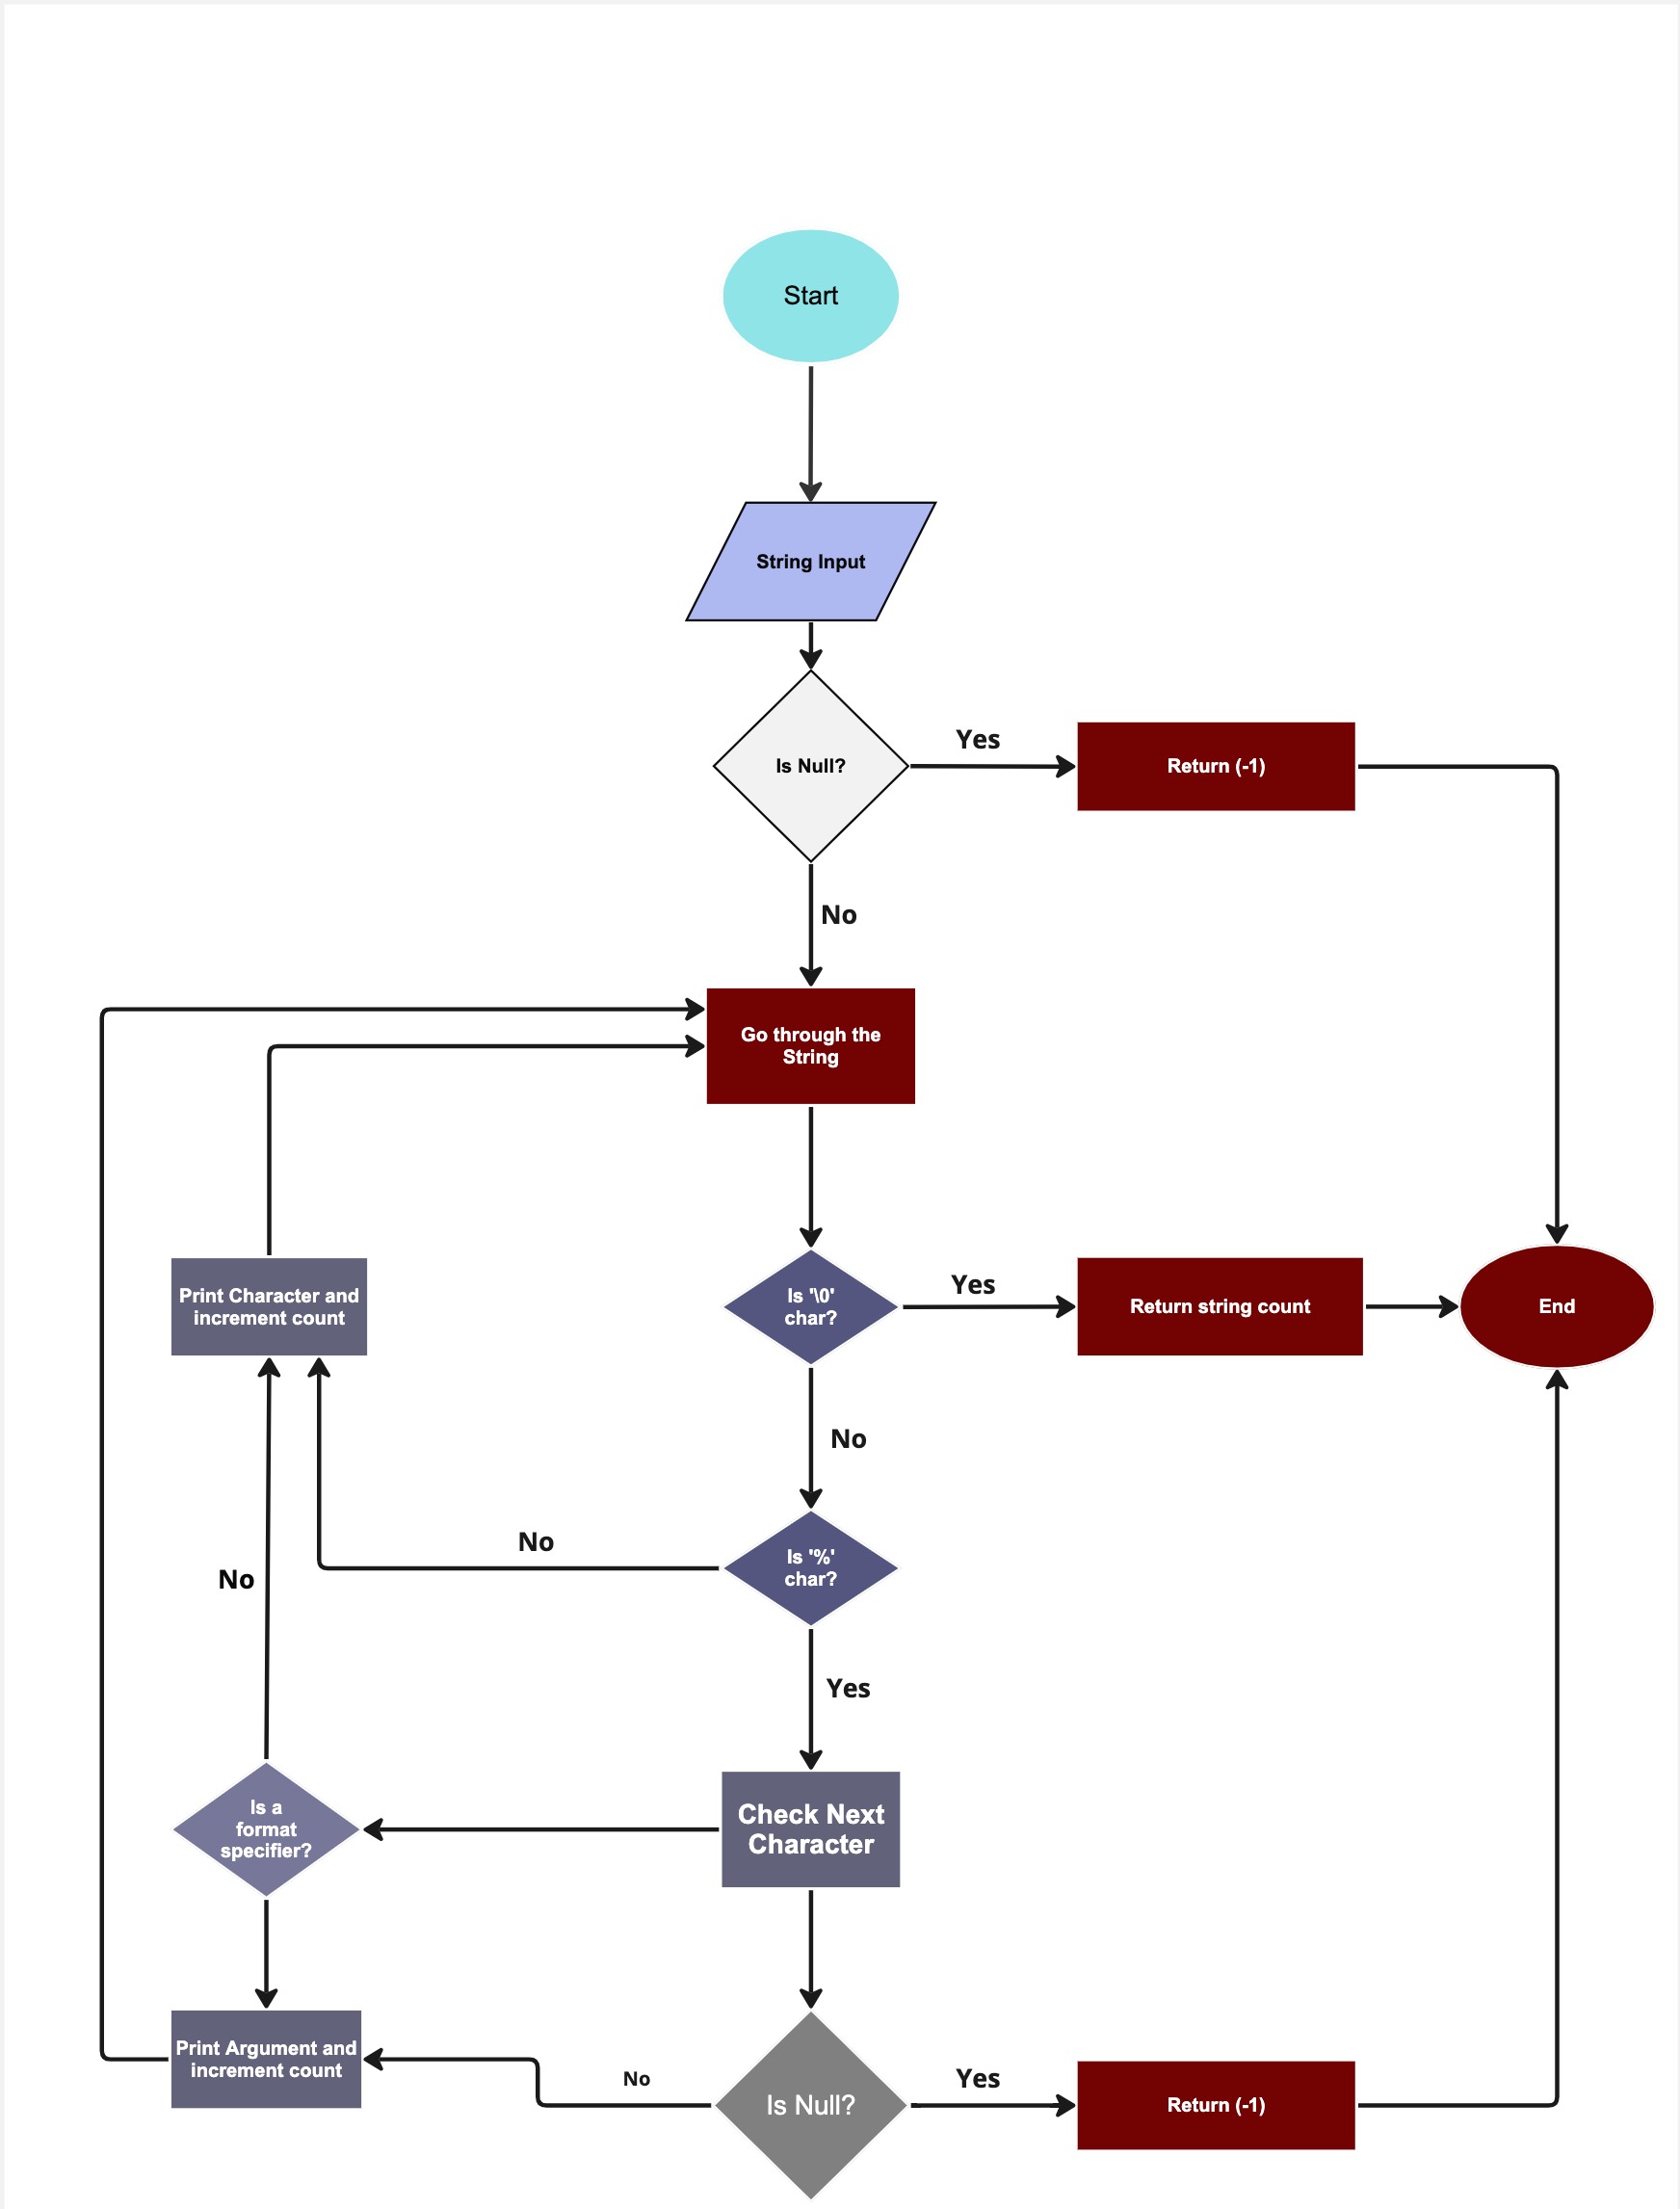 Start
String Input
Is Null?
Yes
Return (-1)
No
Go through the
String
Print Character and
increment count
Is '\0'
char?
Yes
Return string count
End
No
No
Is '%'
char?
No
Yes
Is a
format
specifier?
Check Next
Character
Print Argument and
increment count
No
Is Null?
Yes
Return (-1)